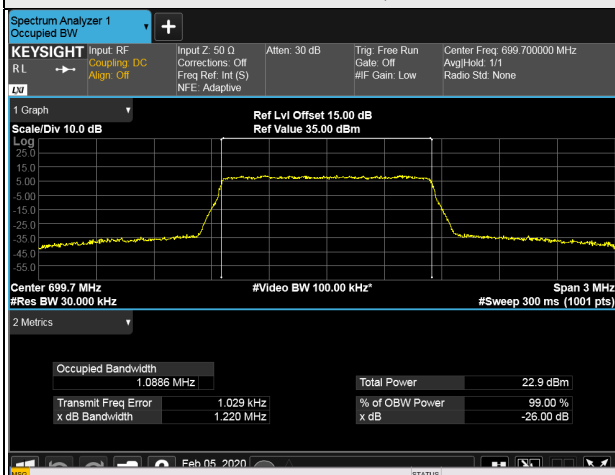 Spectrum Analyzer 1
Occupied BW
KEYSIGHT
RL
LXI
Input: RF
Coupling: DC
Align: Off
Input Z: 50 Ω
Corrections: Off
Freq Ref: Int (S)
NFE: Adaptive
Atten: 30 dB
Trig: Free Run
Gate: Off
#IF Gain: Low
Center Freq: 699.700000 MHz
Avg|Hold: 1/1
Radio Std: None
1 Graph
Scale/Div 10.0 dB
Ref Lvl Offset 15.00 dB
Ref Value 35.00 dBm
Log
25.0
15.0
5.00
-5.00
-15.0
-25.0
-35.0
-45.0
-55.0
Center 699.7 MHz
#Res BW 30.000 kHz
#Video BW 100.00 kHz*
Span 3 MHz
#Sweep 300 ms (1001 pts)
2 Metrics
Occupied Bandwidth
1.0886 MHz
Total Power 22.9 dBm
Transmit Freq Error 1.029 kHz
% of OBW Power 99.00 %
x dB Bandwidth 1.220 MHz
x dB -26.00 dB
Feb 05, 2020
MSG
STATUS